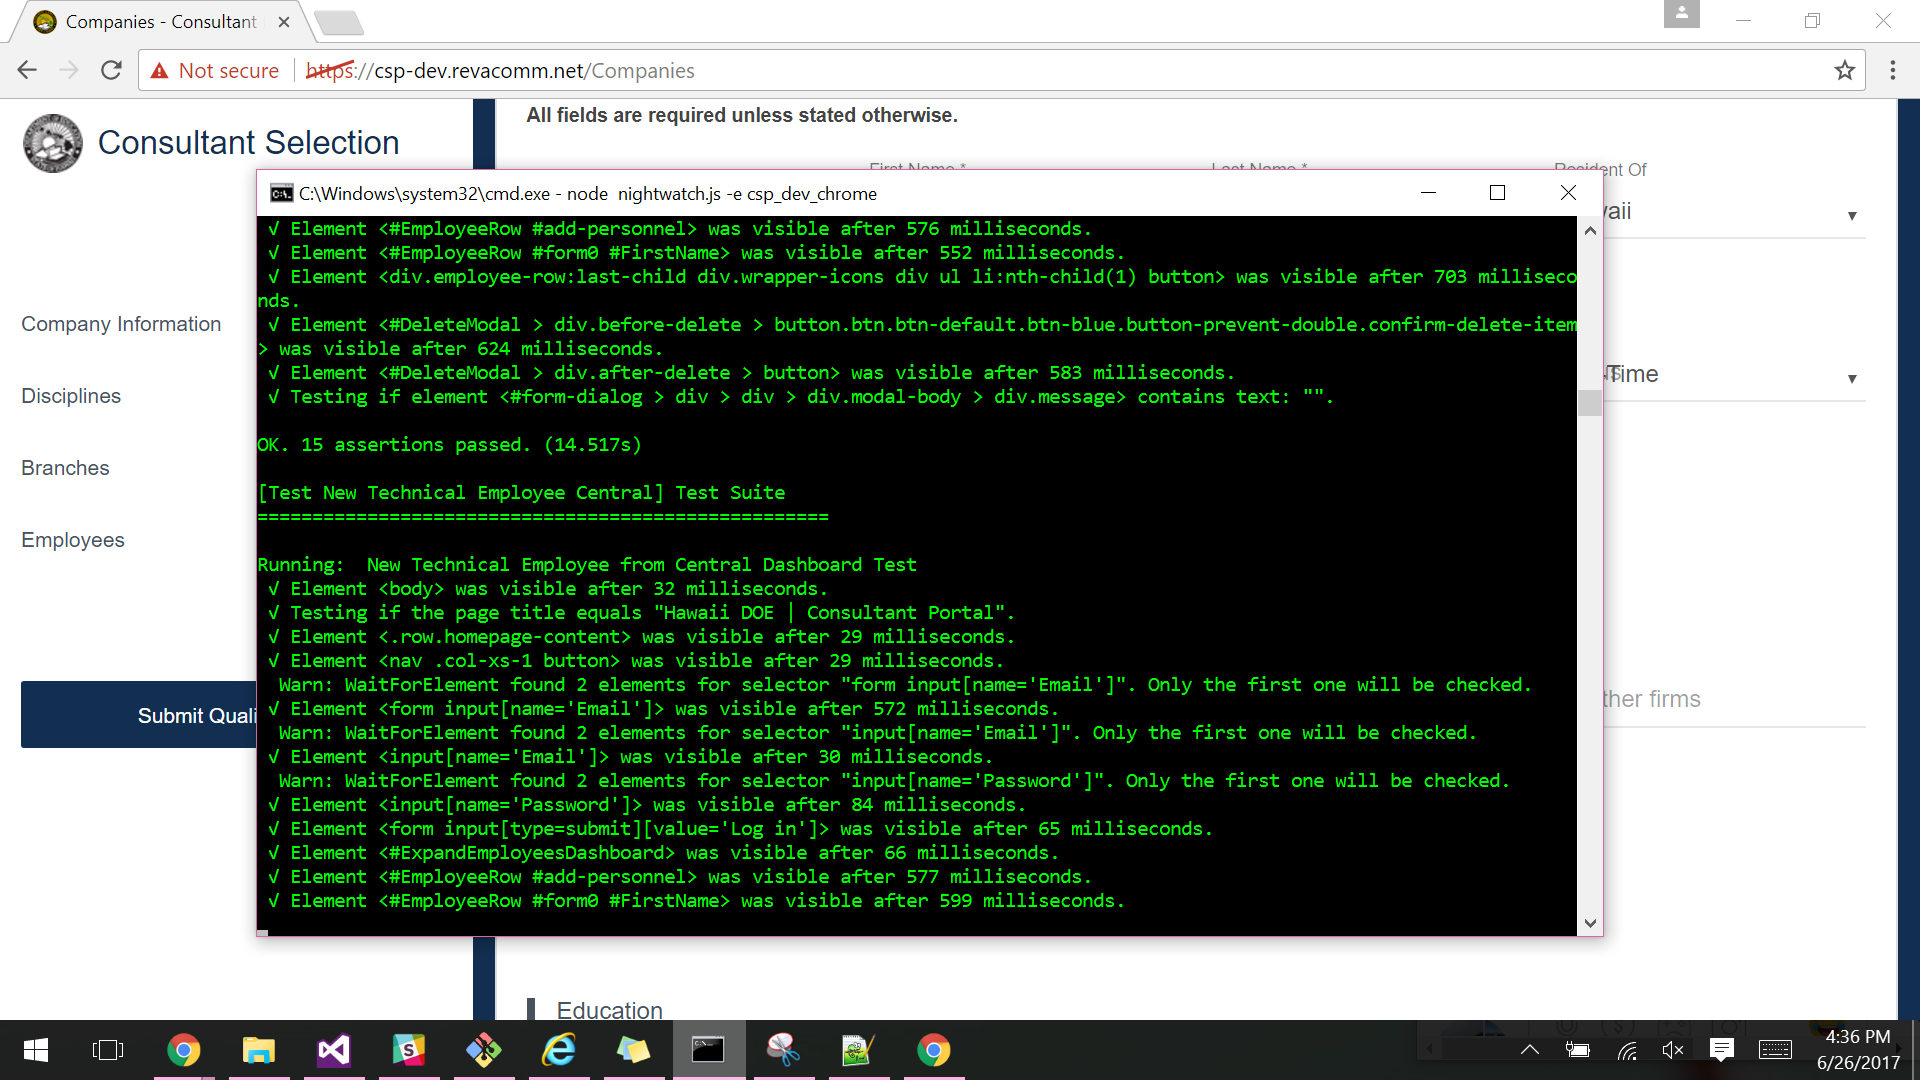 Companies - Consultant
Not secure
https://csp-dev.revacomm.net/Companies
All fields are required unless stated otherwise.
Consultant Selection
First Name *
Last Name *
Resident Of
C:\Windows\system32\cmd.exe - node  nightwatch.js -e csp_dev_chrome
√ Element <#EmployeeRow #add-personnel> was visible after 576 milliseconds.
√ Element <#EmployeeRow #form0 #FirstName> was visible after 552 milliseconds.
√ Element <div.employee-row:last-child div.wrapper-icons div ul li:nth-child(1) button> was visible after 703 milliseco
nds.
√ Element <#DeleteModal > div.before-delete > button.btn.btn-default.btn-blue.button-prevent-double.confirm-delete-item
> was visible after 624 milliseconds.
√ Element <#DeleteModal > div.after-delete > button> was visible after 583 milliseconds.
√ Testing if element <#form-dialog > div > div > div.modal-body > div.message> contains text: "".
OK. 15 assertions passed. (14.517s)
[Test New Technical Employee Central] Test Suite
====================================================
Running:  New Technical Employee from Central Dashboard Test
√ Element <body> was visible after 32 milliseconds.
√ Testing if the page title equals "Hawaii DOE | Consultant Portal".
√ Element <.row.homepage-content> was visible after 29 milliseconds.
√ Element <nav .col-xs-1 button> was visible after 29 milliseconds.
Warn: WaitForElement found 2 elements for selector "form input[name='Email']". Only the first one will be checked.
√ Element <form input[name='Email']> was visible after 572 milliseconds.
Warn: WaitForElement found 2 elements for selector "input[name='Email']". Only the first one will be checked.
√ Element <input[name='Email']> was visible after 30 milliseconds.
Warn: WaitForElement found 2 elements for selector "input[name='Password']". Only the first one will be checked.
√ Element <input[name='Password']> was visible after 84 milliseconds.
√ Element <form input[type=submit][value='Log in']> was visible after 65 milliseconds.
√ Element <#ExpandEmployeesDashboard> was visible after 66 milliseconds.
√ Element <#EmployeeRow #add-personnel> was visible after 577 milliseconds.
√ Element <#EmployeeRow #form0 #FirstName> was visible after 599 milliseconds.
Company Information
Disciplines
Branches
Employees
Submit Quali
aii
Time
ther firms
Education
4:36 PM
6/26/2017